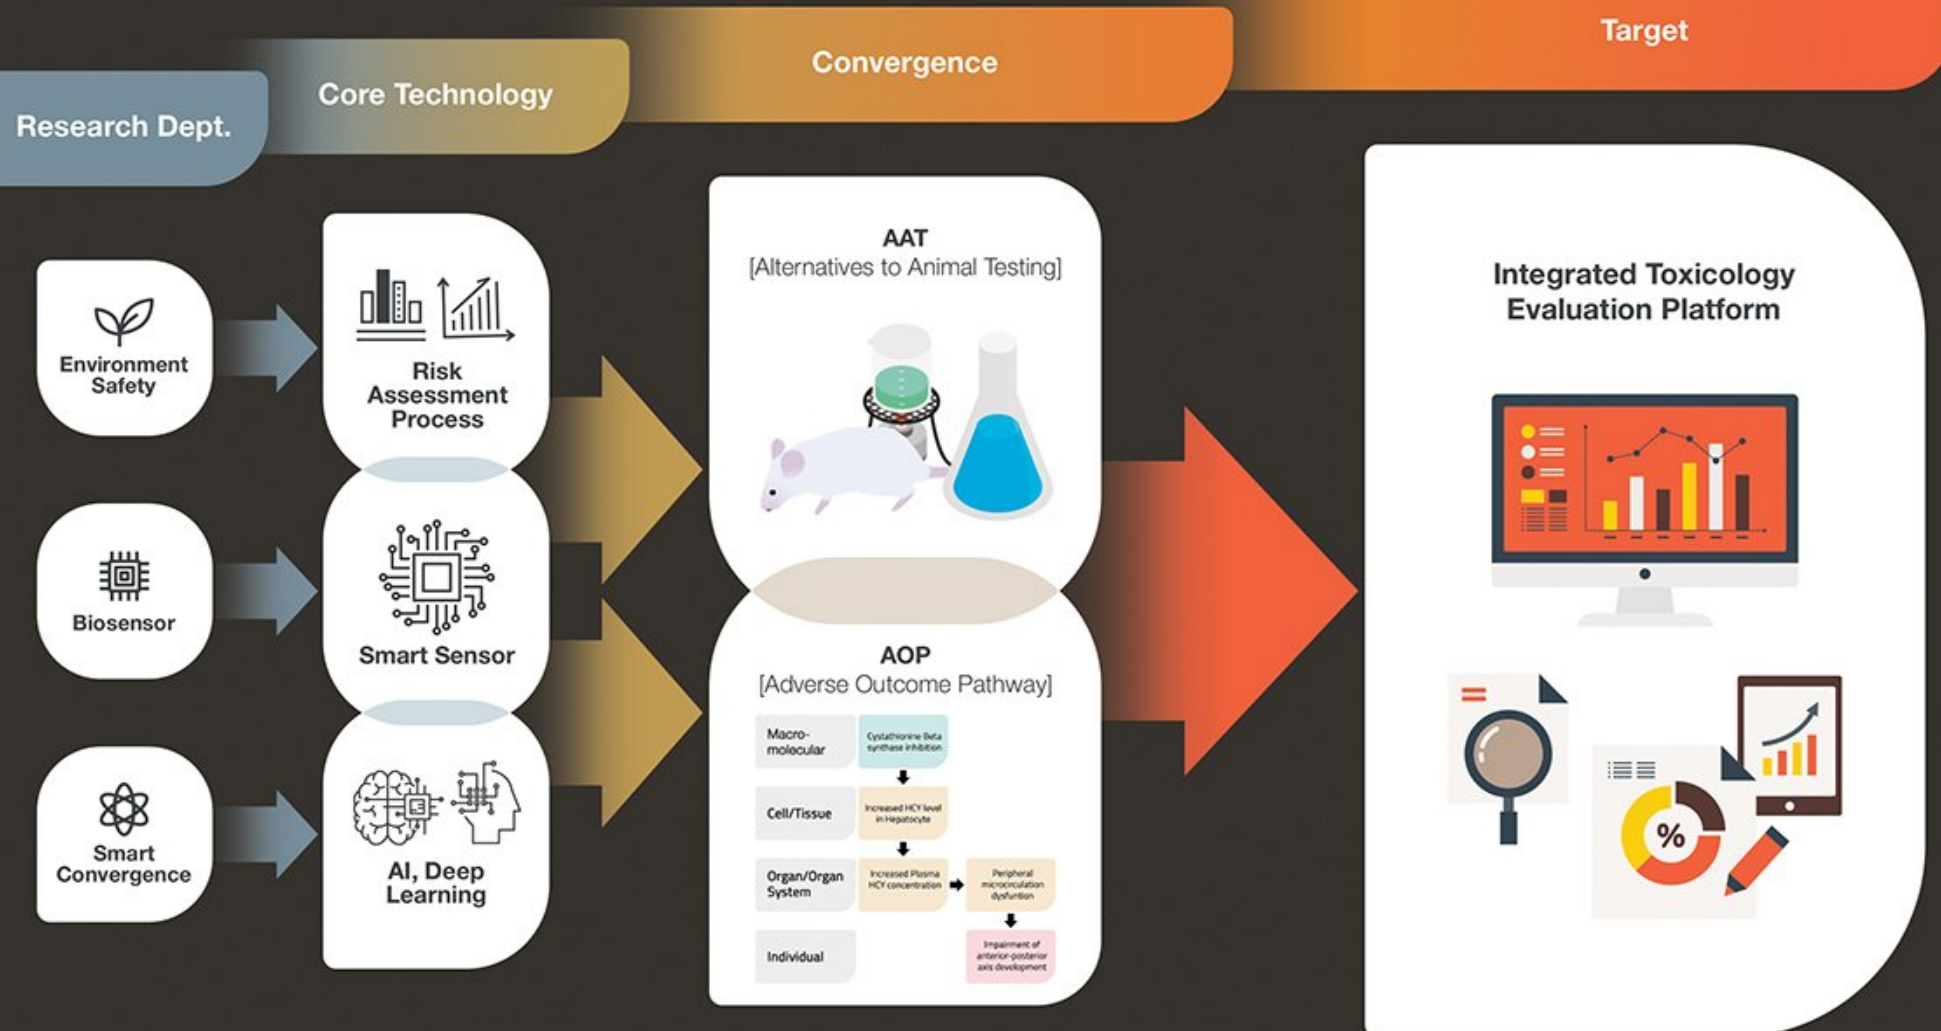 Research Dept.
Core Technology
Convergence
Target
Environment
Safety
Biosensor
Smart
Convergence
Risk
Assessment
Process
Smart Sensor
AI, Deep
Learning
AAT
[Alternatives to Animal Testing]
AOP
[Adverse Outcome Pathway]
Macro-
molecular
Cystathionine Beta
synthase inhibition
Cell/Tissue
Increased HCY level
in Hepatocyte
Organ/Organ
System
Increased Plasma
HCY concentration
Peripheral
microcirculation
dysfuntion
Individual
Impairment of
anterior-posterior
axis development
Integrated Toxicology
Evaluation Platform
%